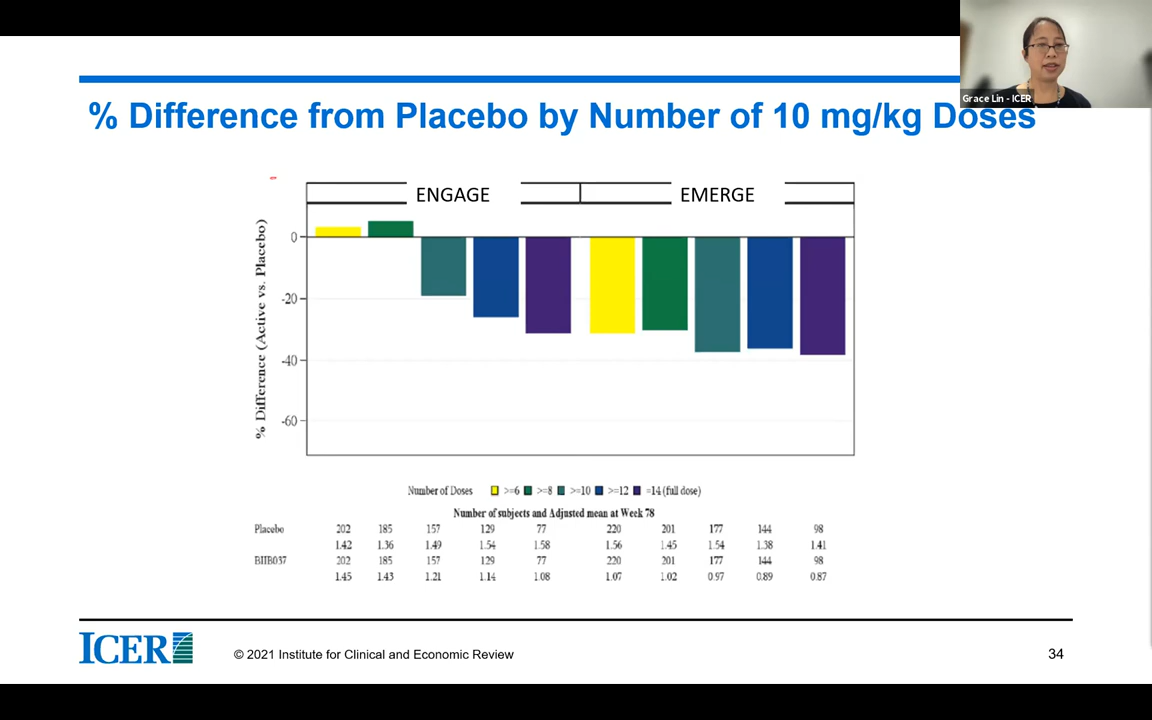 Grace Lin - ICER
% Difference from Placebo by Number of 10 mg/kg Doses
ENGAGE EMERGE
% Difference (Active vs. Placebo)
0
-20
-40
-60
Number of Doses >=6 >=8 >=10 >=12 =14 (full dose)
Number of subjects and Adjusted mean at Week 78
Placebo 202 185 157 129 77 220 201 177 144 98
1.42 1.36 1.49 1.54 1.58 1.56 1.45 1.54 1.38 1.41
BIIB037 202 185 157 129 77 220 201 177 144 98
1.45 1.43 1.21 1.14 1.08 1.07 1.02 0.97 0.89 0.87
ICER © 2021 Institute for Clinical and Economic Review 34